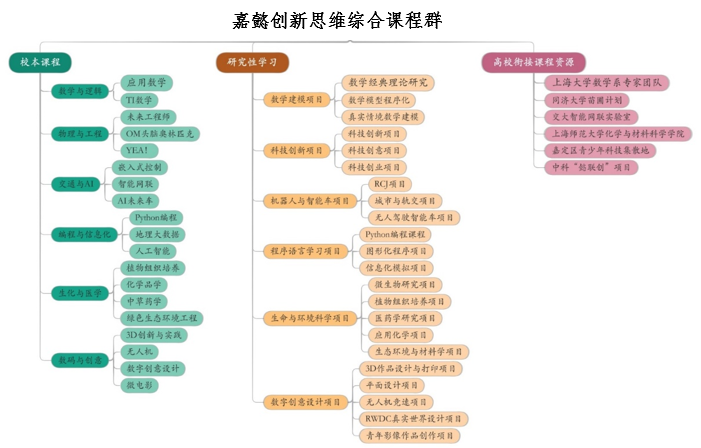 嘉懿创新思维综合课程群
校本课程
数学与逻辑
应用数学
TI数学
物理与工程
未来工程师
OM头脑奥林匹克
YEA!
交通与AI
嵌入式控制
智能网联
AI未来车
编程与信息化
Python编程
地理大数据
人工智能
生化与医学
植物组织培养
化学品学
中草药学
绿色生态环境工程
数码与创意
3D创新与实践
无人机
数字创意设计
微电影
研究性学习
数学建模项目
数学经典理论研究
数学模型程序化
真实情境数学建模
科技创新项目
科技创新项目
科技创意项目
科技创业项目
机器人与智能车项目
RCJ项目
城市与轨交项目
无人驾驶智能车项目
程序语言学习项目
Python编程课程
图形化程序项目
信息化模拟项目
生命与环境科学项目
微生物研究项目
植物组织培养项目
医药学研究项目
应用化学项目
生态环境与材料学项目
数字创意设计项目
3D作品设计与打印项目
平面设计项目
无人机竞速项目
RWDC真实世界设计项目
青年影像作品创作项目
高校衔接课程资源
上海大学数学系专家团队
同济大学苗圃计划
交大智能网联实验室
上海师范大学化学与材料科学学院
嘉定区青少年科技集散地
中科“懿联创”项目